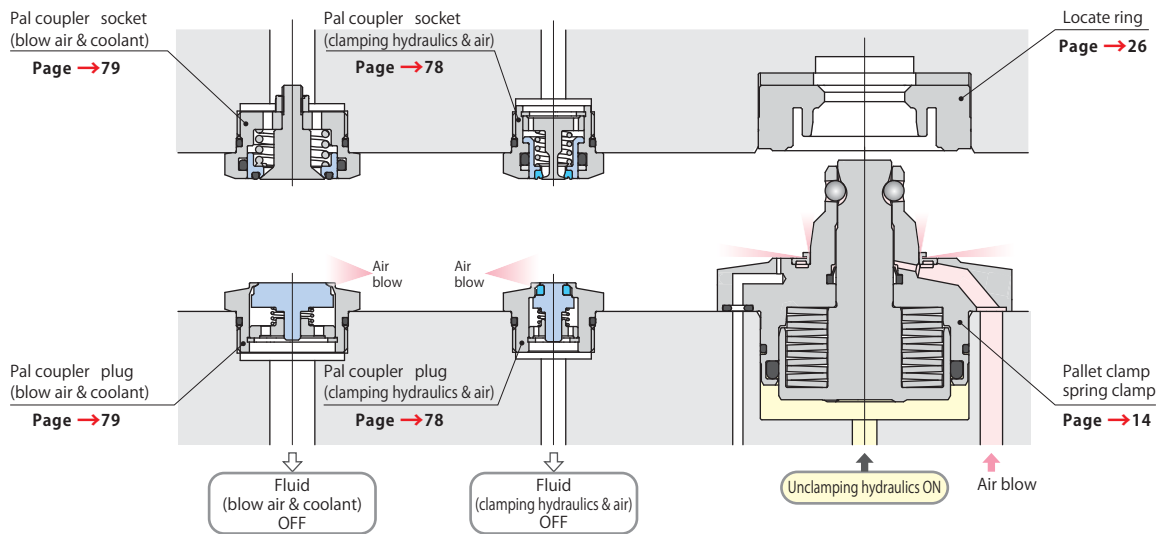 Pal coupler socket
(blow air & coolant)
Page →79
Pal coupler socket
(clamping hydraulics & air)
Page →78
Locate ring
Page →26
Air
blow
Air
blow
Pal coupler plug
(blow air & coolant)
Page →79
Pal coupler plug
(clamping hydraulics & air)
Page →78
Pallet clamp
spring clamp
Page →14
Fluid
(blow air & coolant)
OFF
Fluid
(clamping hydraulics & air)
OFF
Unclamping hydraulics ON
Air blow